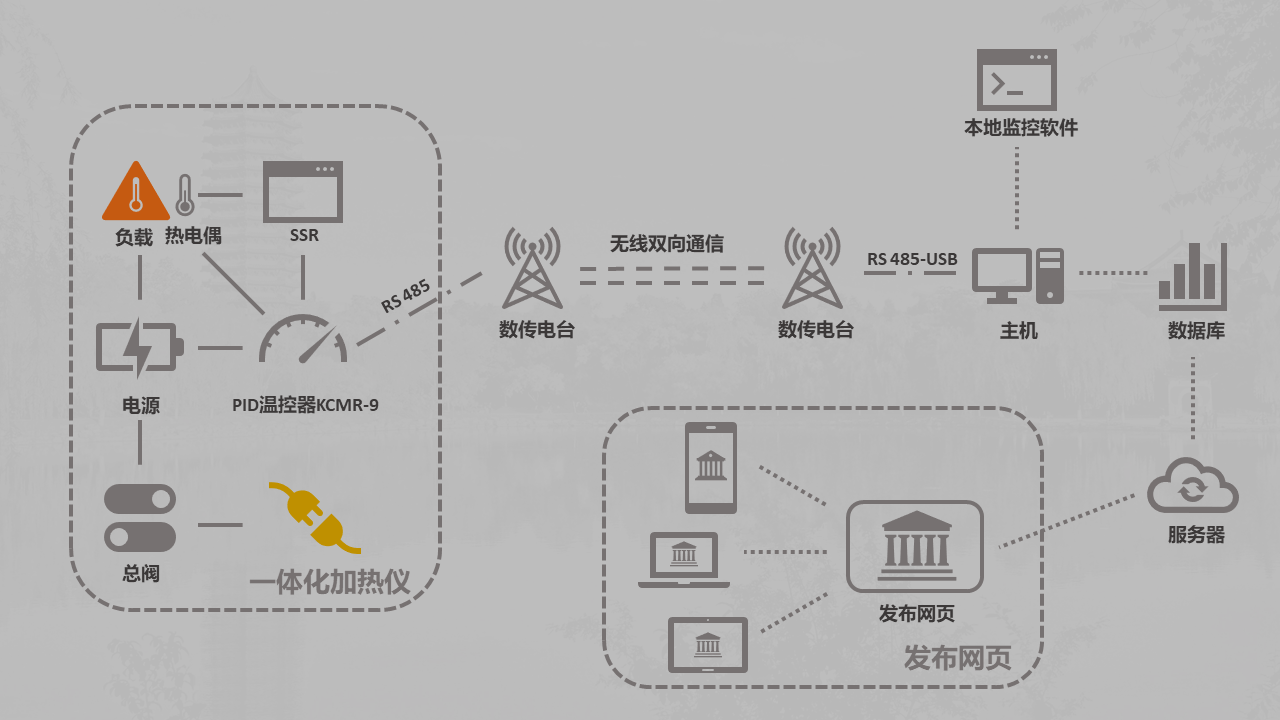 本地监控软件
负载
热电偶
SSR
无线双向通信
RS 485-USB
RS 485
数传电台
数传电台
主机
数据库
电源
PID温控器KCMR-9
服务器
总阀
一体化加热仪
发布网页
发布网页